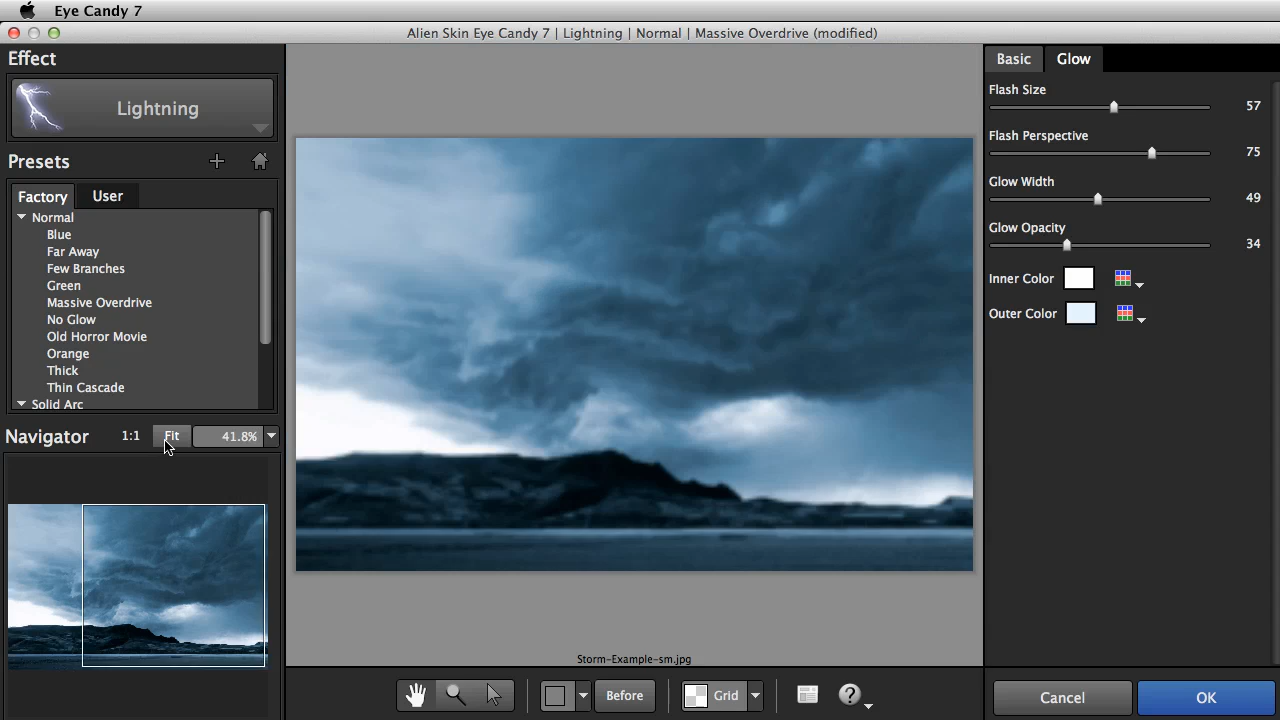 Eye Candy 7
Alien Skin Eye Candy 7 | Lightning | Normal | Massive Overdrive (modified)
Effect
Lightning
Presets
Factory
User
Normal
Blue
Far Away
Few Branches
Green
Massive Overdrive
No Glow
Old Horror Movie
Orange
Thick
Thin Cascade
Solid Arc
Navigator
1:1
Fit
41.8%
Storm-Example-sm.jpg
Before
Grid
?
Basic
Glow
Flash Size
57
Flash Perspective
75
Glow Width
49
Glow Opacity
34
Inner Color
Outer Color
Cancel
OK